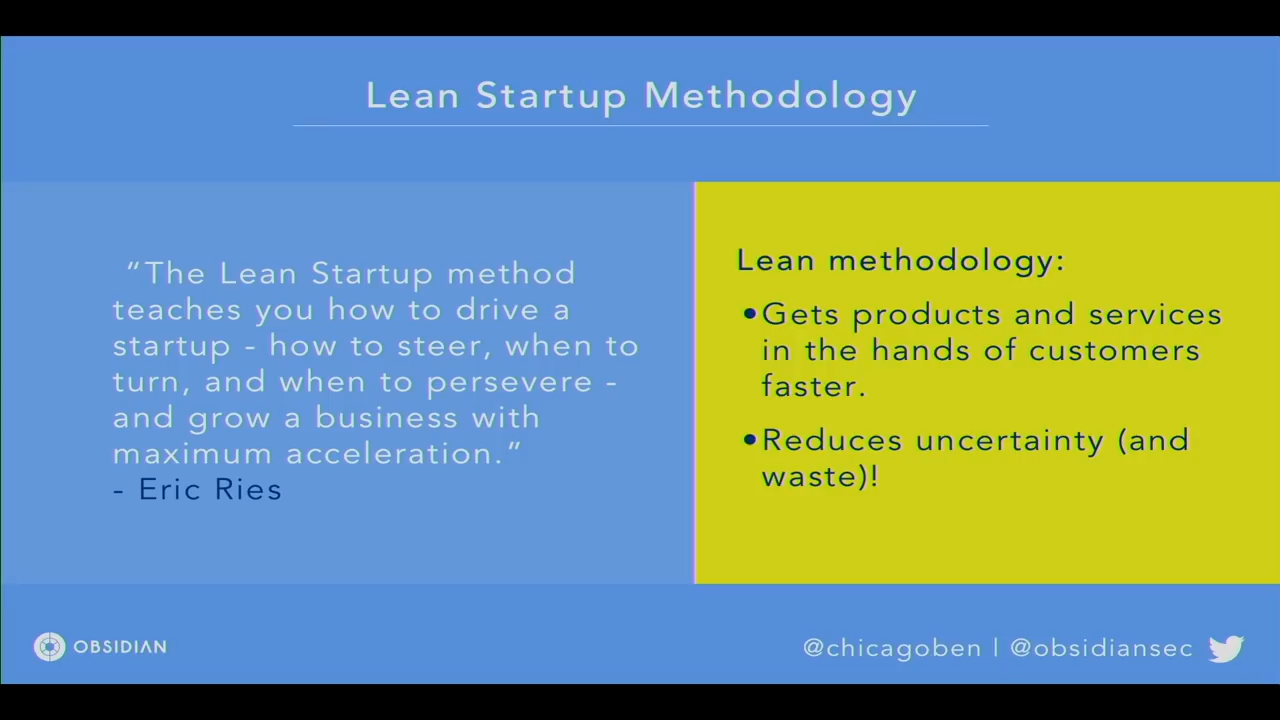 Lean Startup Methodology
“The Lean Startup method
teaches you how to drive a
startup - how to steer, when to
turn, and when to persevere -
and grow a business with
maximum acceleration.”
- Eric Ries
Lean methodology:
•Gets products and services
in the hands of customers
faster.
•Reduces uncertainty (and
waste)!
OBSIDIAN
@chicagoben | @obsidiansec